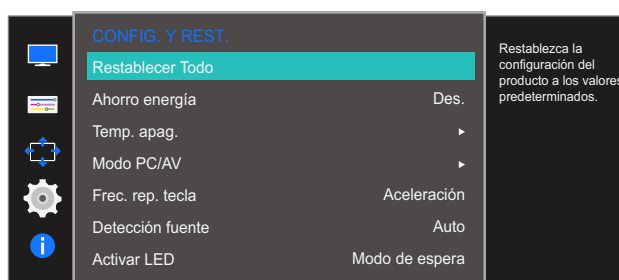 CONFIG. Y REST.
Restablecer Todo
Ahorro energía Des.
Temp. apag.
Modo PC/AV
Frec. rep. tecla Aceleración
Detección fuente Auto
Activar LED Modo de espera
Restablezca la
configuración del
producto a los valores
predeterminados.